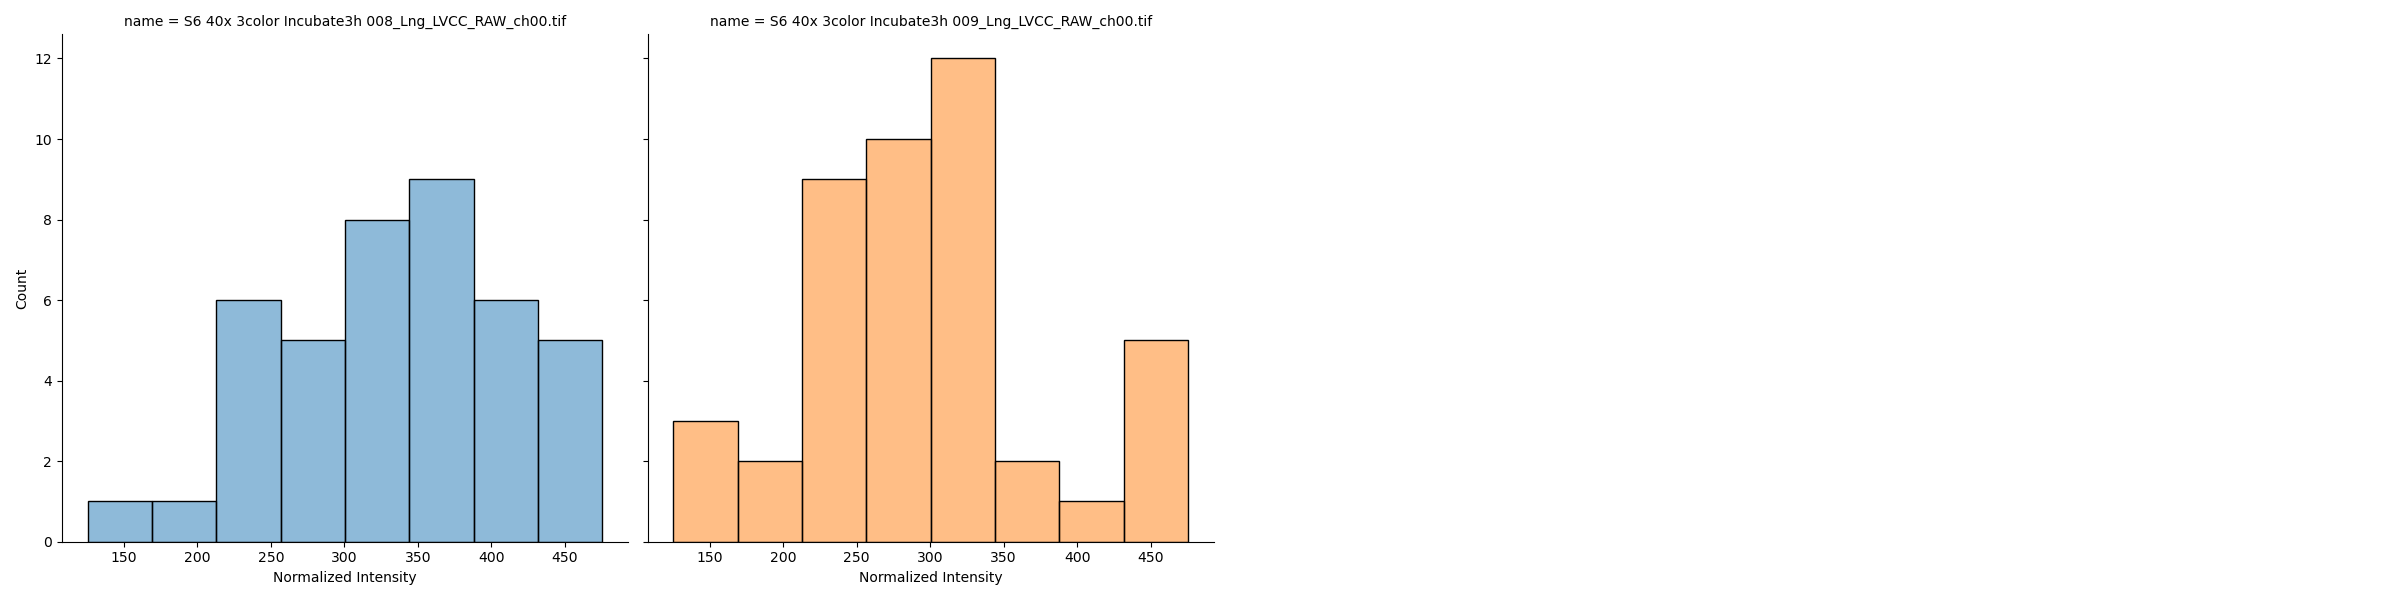 name = S6 40x 3color Incubate3h 008_Lng_LVCC_RAW_ch00.tif
name = S6 40x 3color Incubate3h 009_Lng_LVCC_RAW_ch00.tif
12
10
8
6
4
2
0
Count
150 200 250 300 350 400 450
150 200 250 300 350 400 450
Normalized Intensity
Normalized Intensity